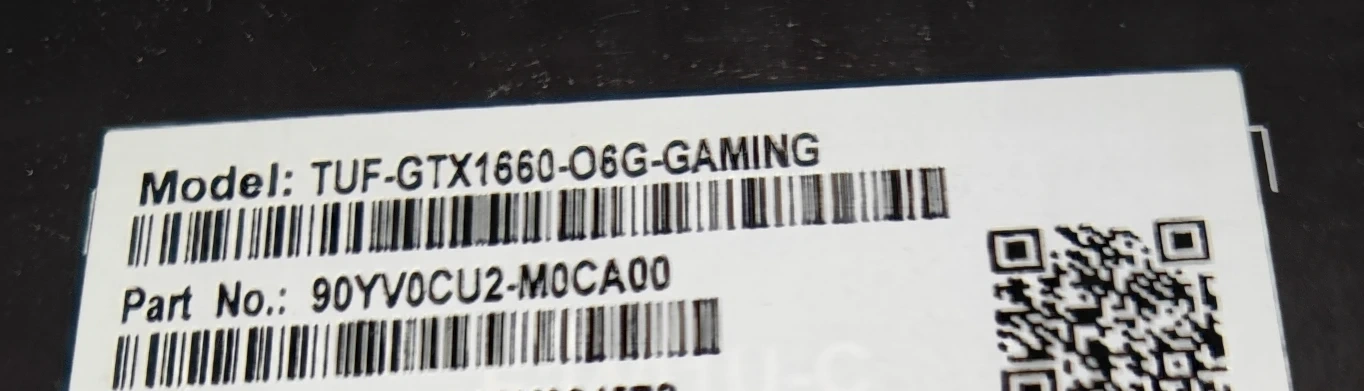 Model: TUF-GTX1660-O6G-GAMING
Part No.: 90YV0CU2-M0CA00